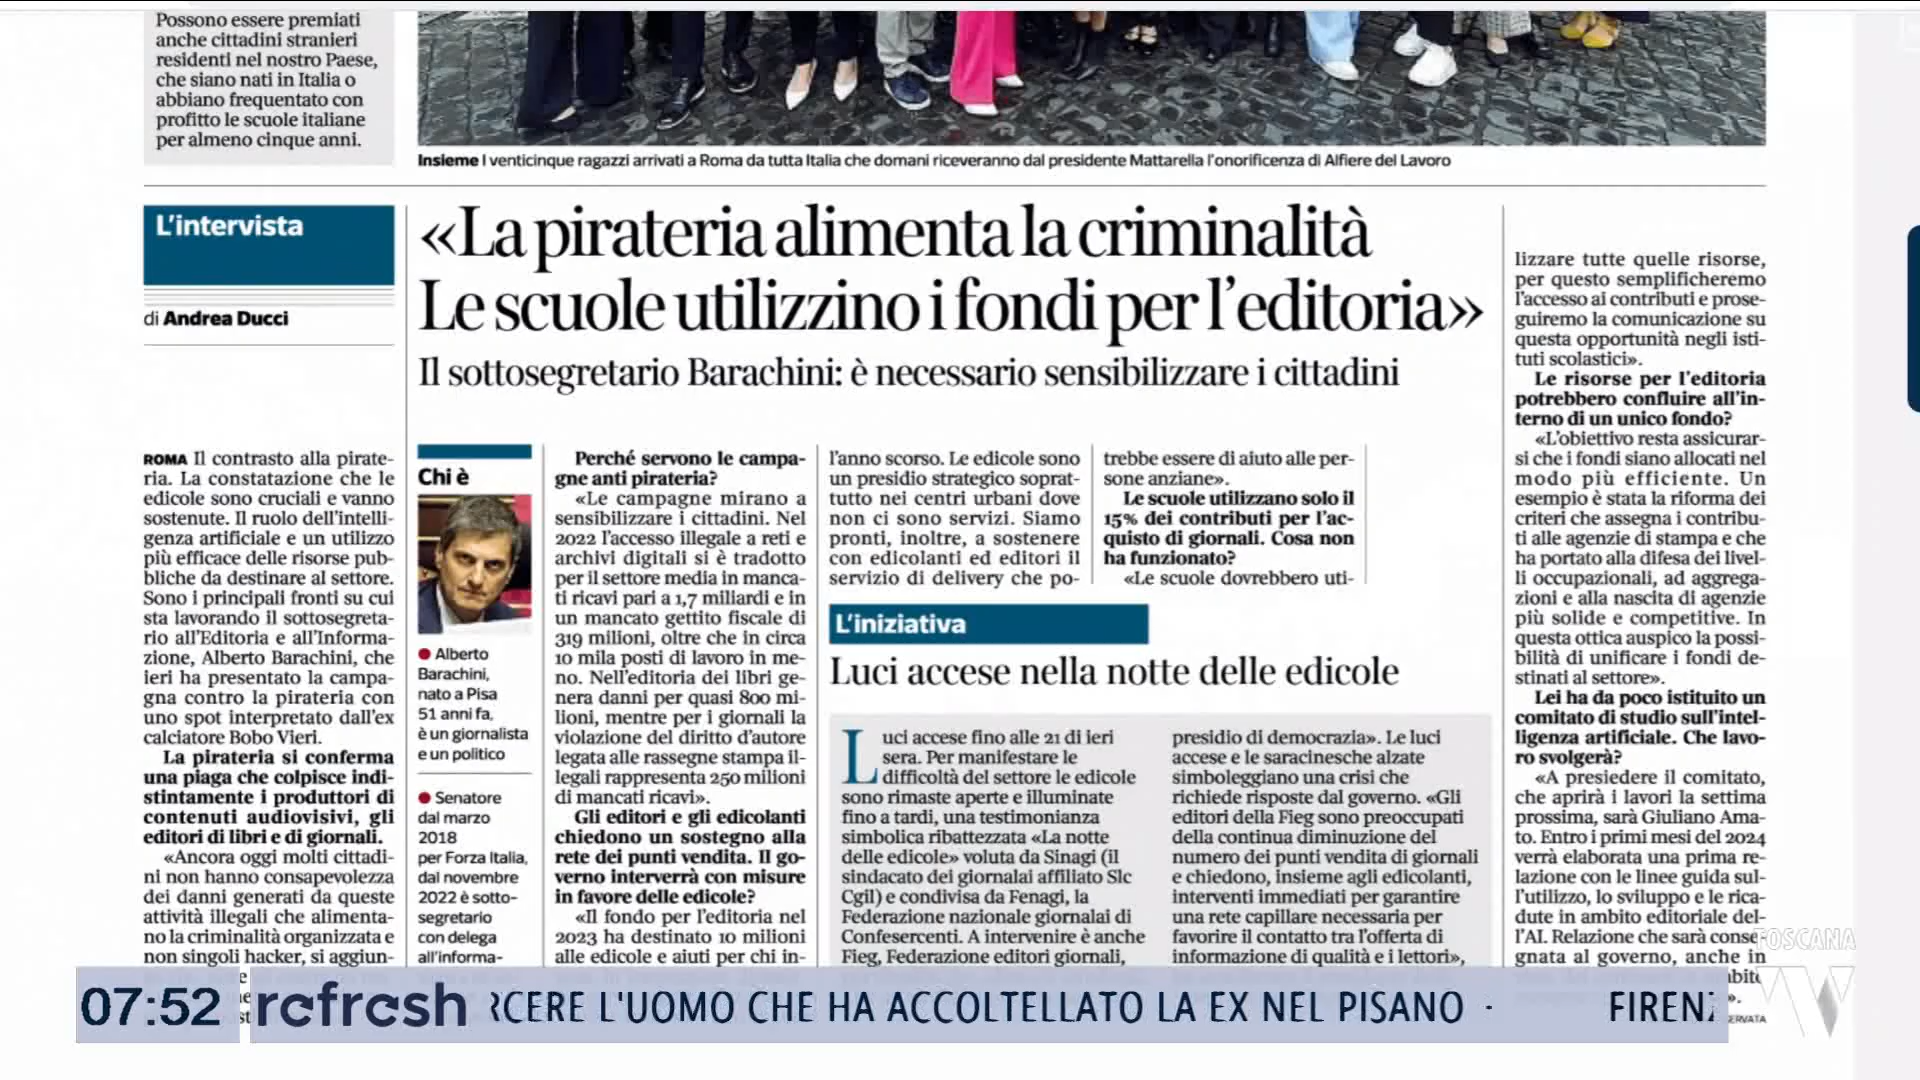 Possono essere premiati
anche cittadini stranieri
residenti nel nostro Paese,
che siano nati in Italia o
abbiano frequentato con
profitto le scuole italiane
per almeno cinque anni.
Insieme I venticinque ragazzi arrivati a Roma da tutta Italia che domani riceveranno dal presidente Mattarella l'onorificenza di Alfiere del Lavoro
L'intervista
di Andrea Ducci
«La pirateria alimenta la criminalità
Le scuole utilizzino i fondi per l'editoria»
Il sottosegretario Barachini: è necessario sensibilizzare i cittadini
ROMA Il contrasto alla pirate-
ria. La constatazione che le
edicole sono cruciali e vanno
sostenute. Il ruolo dell'intelli-
genza artificiale e un utilizzo
più efficace delle risorse pub-
bliche da destinare al settore.
Sono i principali fronti su cui
sta lavorando il sottosegreta-
rio all'Editoria e all'Informa-
zione, Alberto Barachini, che
ieri ha presentato la campa-
gna contro la pirateria con
uno spot interpretato dall'ex
calciatore Bobo Vieri.
La pirateria si conferma
una piaga che colpisce indi-
stintamente i produttori di
contenuti audiovisivi, gli
editori di libri e di giornali.
«Ancora oggi molti cittadi-
ni non hanno consapevolezza
dei danni generati da queste
attività illegali che alimenta-
no la criminalità organizzata e
non singoli hacker, si aggiun-
Chi è
Alberto
Barachini,
nato a Pisa
51 anni fa,
è un giornalista
e un politico
Senatore
dal marzo
2018
per Forza Italia,
dal novembre
2022 è sotto-
segretario
con delega
all'informa-
Perché servono le campa-
gne anti pirateria?
«Le campagne mirano a
sensibilizzare i cittadini. Nel
2022 l'accesso illegale a reti e
archivi digitali si è tradotto
per il settore media in manca-
ti ricavi pari a 1,7 miliardi e in
un mancato gettito fiscale di
319 milioni, oltre che in circa
10 mila posti di lavoro in me-
no. Nell'editoria dei libri ge-
nera danni per quasi 800 mi-
lioni, mentre per i giornali la
violazione del diritto d'autore
legata alle rassegne stampa il-
legali rappresenta 250 milioni
di mancati ricavi».
Gli editori e gli edicolanti
chiedono un sostegno alla
rete dei punti vendita. Il go-
verno interverrà con misure
in favore delle edicole?
«Il fondo per l'editoria nel
2023 ha destinato 10 milioni
alle edicole e aiuti per chi in-
l'anno scorso. Le edicole sono
un presidio strategico soprat-
tutto nei centri urbani dove
non ci sono servizi. Siamo
pronti, inoltre, a sostenere
con edicolanti ed editori il
servizio di delivery che po-
trebbe essere di aiuto alle per-
sone anziane».
Le scuole utilizzano solo il
15% dei contributi per l'ac-
quisto di giornali. Cosa non
ha funzionato?
«Le scuole dovrebbero uti-
lizzare tutte quelle risorse,
per questo semplificheremo
l'accesso ai contributi e prose-
guiremo la comunicazione su
questa opportunità negli isti-
tuti scolastici».
Le risorse per l'editoria
potrebbero confluire all'in-
terno di un unico fondo?
«L'obiettivo resta assicurar-
si che i fondi siano allocati nel
modo più efficiente. Un
esempio è stata la riforma dei
criteri che assegna i contribu-
ti alle agenzie di stampa e che
ha portato alla difesa dei livel-
li occupazionali, ad aggrega-
zioni e alla nascita di agenzie
più solide e competitive. In
questa ottica auspico la possi-
bilità di unificare i fondi de-
stinati al settore».
Lei ha da poco istituito un
comitato di studio sull'intel-
ligenza artificiale. Che lavo-
ro svolgerà?
«A presiedere il comitato,
che aprirà i lavori la settima
prossima, sarà Giuliano Ama-
to. Entro i primi mesi del 2024
verrà elaborata una prima re-
lazione con le linee guida sul-
l'utilizzo, lo sviluppo e le rica-
dute in ambito editoriale del-
l'AI. Relazione che sarà conse-
gnata al governo, anche in
L'iniziativa
Luci accese nella notte delle edicole
Luci accese fino alle 21 di ieri
sera. Per manifestare le
difficoltà del settore le edicole
sono rimaste aperte e illuminate
fino a tardi, una testimonianza
simbolica ribattezzata «La notte
delle edicole» voluta da Sinagi (il
sindacato dei giornalai affiliato Slc
Cgil) e condivisa da Fenagi, la
Federazione nazionale giornalai di
Confesercenti. A intervenire è anche
Fieg, Federazione editori giornali,
presidio di democrazia». Le luci
accese e le saracinesche alzate
simboleggiano una crisi che
richiede risposte dal governo. «Gli
editori della Fieg sono preoccupati
della continua diminuzione del
numero dei punti vendita di giornali
e chiedono, insieme agli edicolanti,
interventi immediati per garantire
una rete capillare necessaria per
favorire il contatto tra l'offerta di
informazione di qualità e i lettori»,
TOSCANA
TV
07:52 refresh RCERE L'UOMO CHE HA ACCOLTELLATO LA EX NEL PISANO - FIRENZ